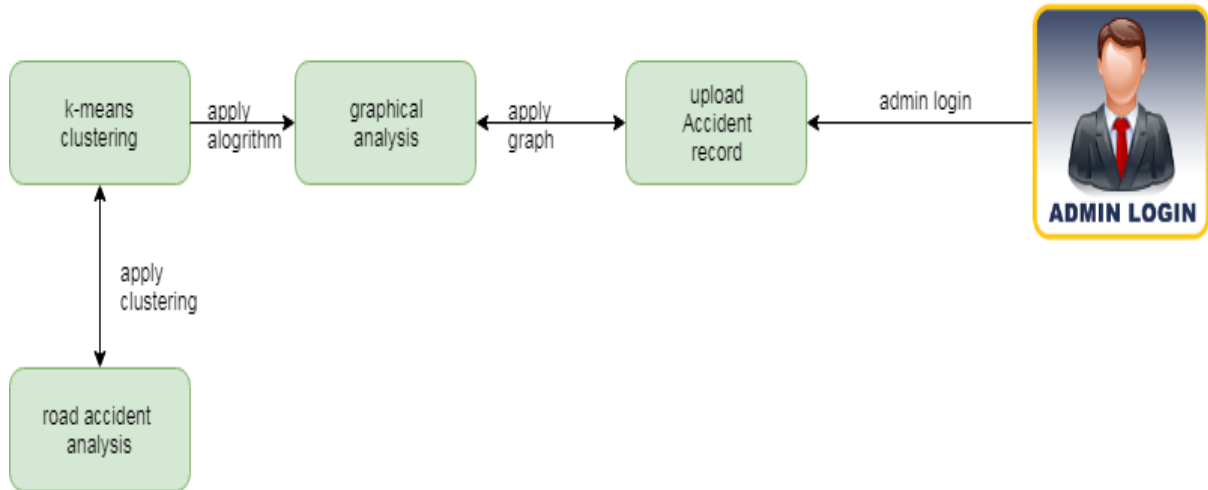 k-means
clustering
apply
alogrithm
graphical
analysis
apply
graph
upload
Accident
record
admin login
ADMIN LOGIN
apply
clustering
road accident
analysis